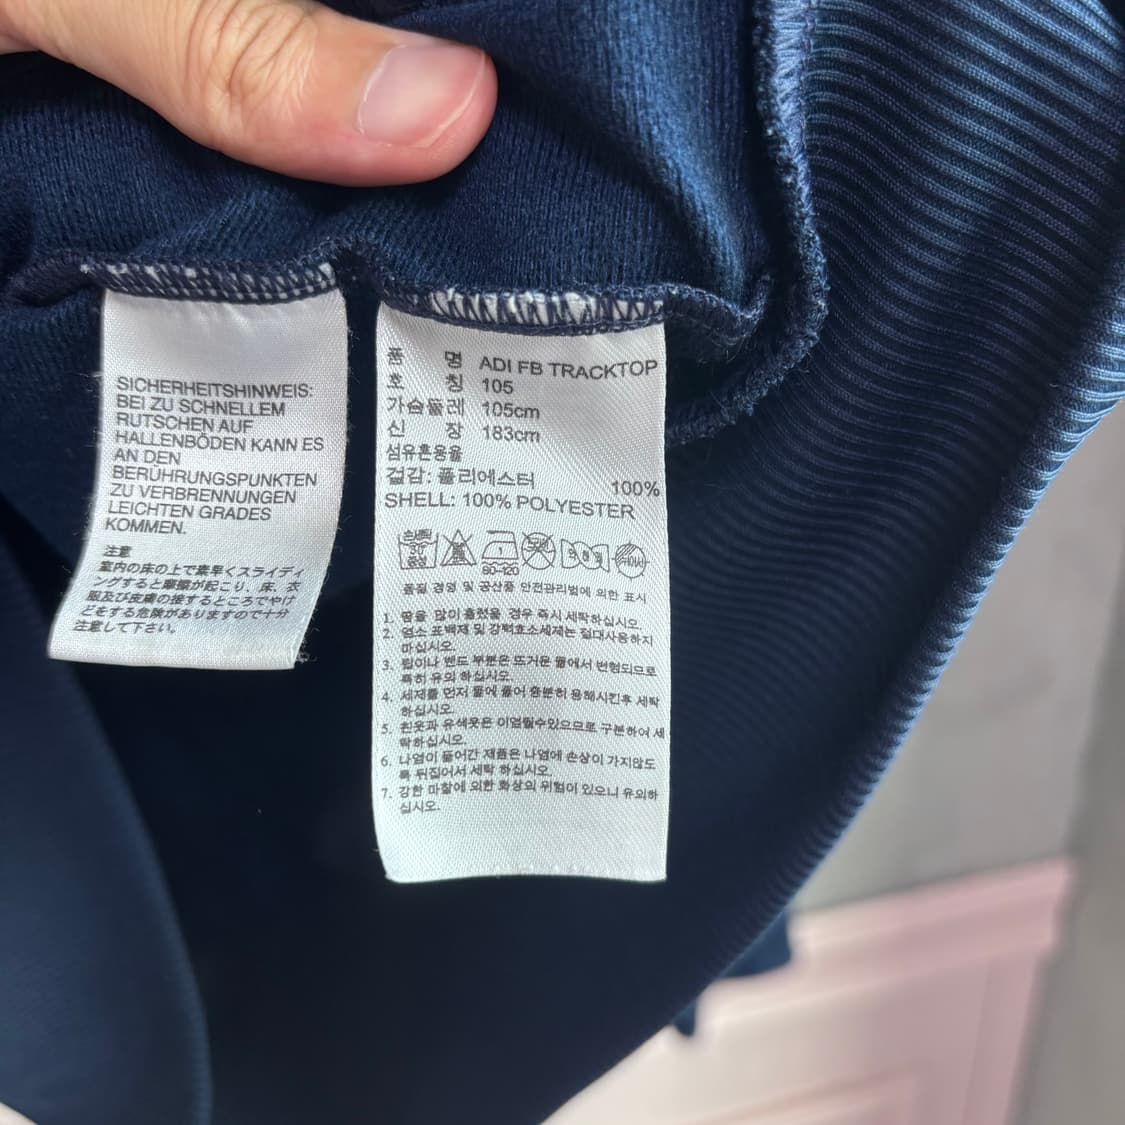 SICHERHEITSHINWEIS:
BEI ZU SCHNELLEM
RUTSCHEN AUF
HALLENBÖDEN KANN ES
AN DEN
BERÜHRUNGSPUNKTEN
ZU VERBRENNUNGEN
LEICHTEN GRADES
KOMMEN.
注意
室内の床の上で素早くスライディ
ングすると摩擦が起こり、床、衣
服及び皮膚の接するところでやけ
どをする危険がありますので十分
注意して下さい。
품 명 ADI FB TRACKTOP
호 칭 105
가슴둘레 105cm
신 장 183cm
섬유혼용율
겉감: 폴리에스터 100%
SHELL: 100% POLYESTER
손세탁
30°
중성
80~120
품질 경영 및 공산품 안전관리법에 의한 표시
1. 땀을 많이 흘렸을 경우 즉시 세탁하십시오.
2. 염소 표백제 및 강력효소세제는 절대사용하지
마십시오.
3. 립이나 밴드 부분은 뜨거운 물에서 변형되므로
특히 유의 하십시오.
4. 세제를 먼저 물에 풀어 충분히 용해시킨후 세탁
하십시오.
5. 흰옷과 유색옷은 이염될수있으므로 구분하여 세
탁하십시오.
6. 나염이 들어간 제품은 나염에 손상이 가지않도
록 뒤집어서 세탁 하십시오.
7. 강한 마찰에 의한 화상의 위험이 있으니 유의하
십시오.